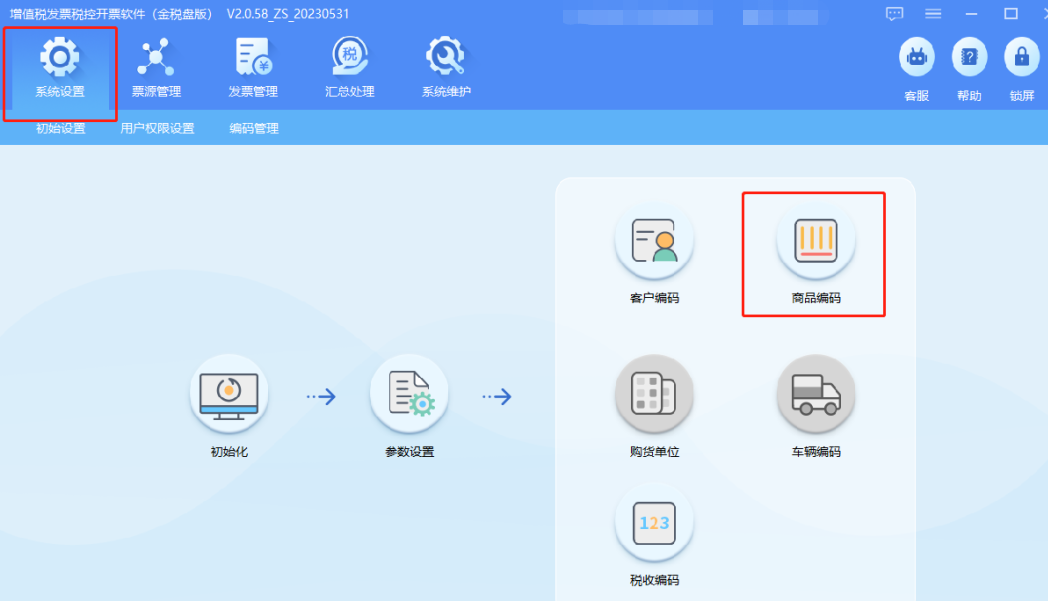 增值税发票税控开票软件（金税盘版） V2.0.58_ZS_20230531
系统设置 票源管理 发票管理 汇总处理 系统维护 客服 帮助 锁屏
初始设置 用户权限设置 编码管理
客户编码 商品编码
初始化 参数设置 购货单位 车辆编码
123
税收编码